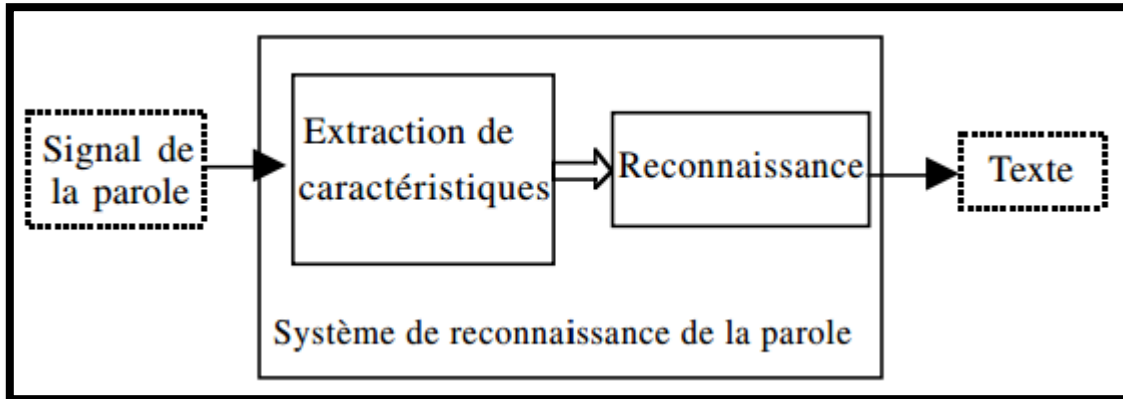 Signal de
la parole
Extraction de
caractéristiques
Reconnaissance
Texte
Système de reconnaissance de la parole